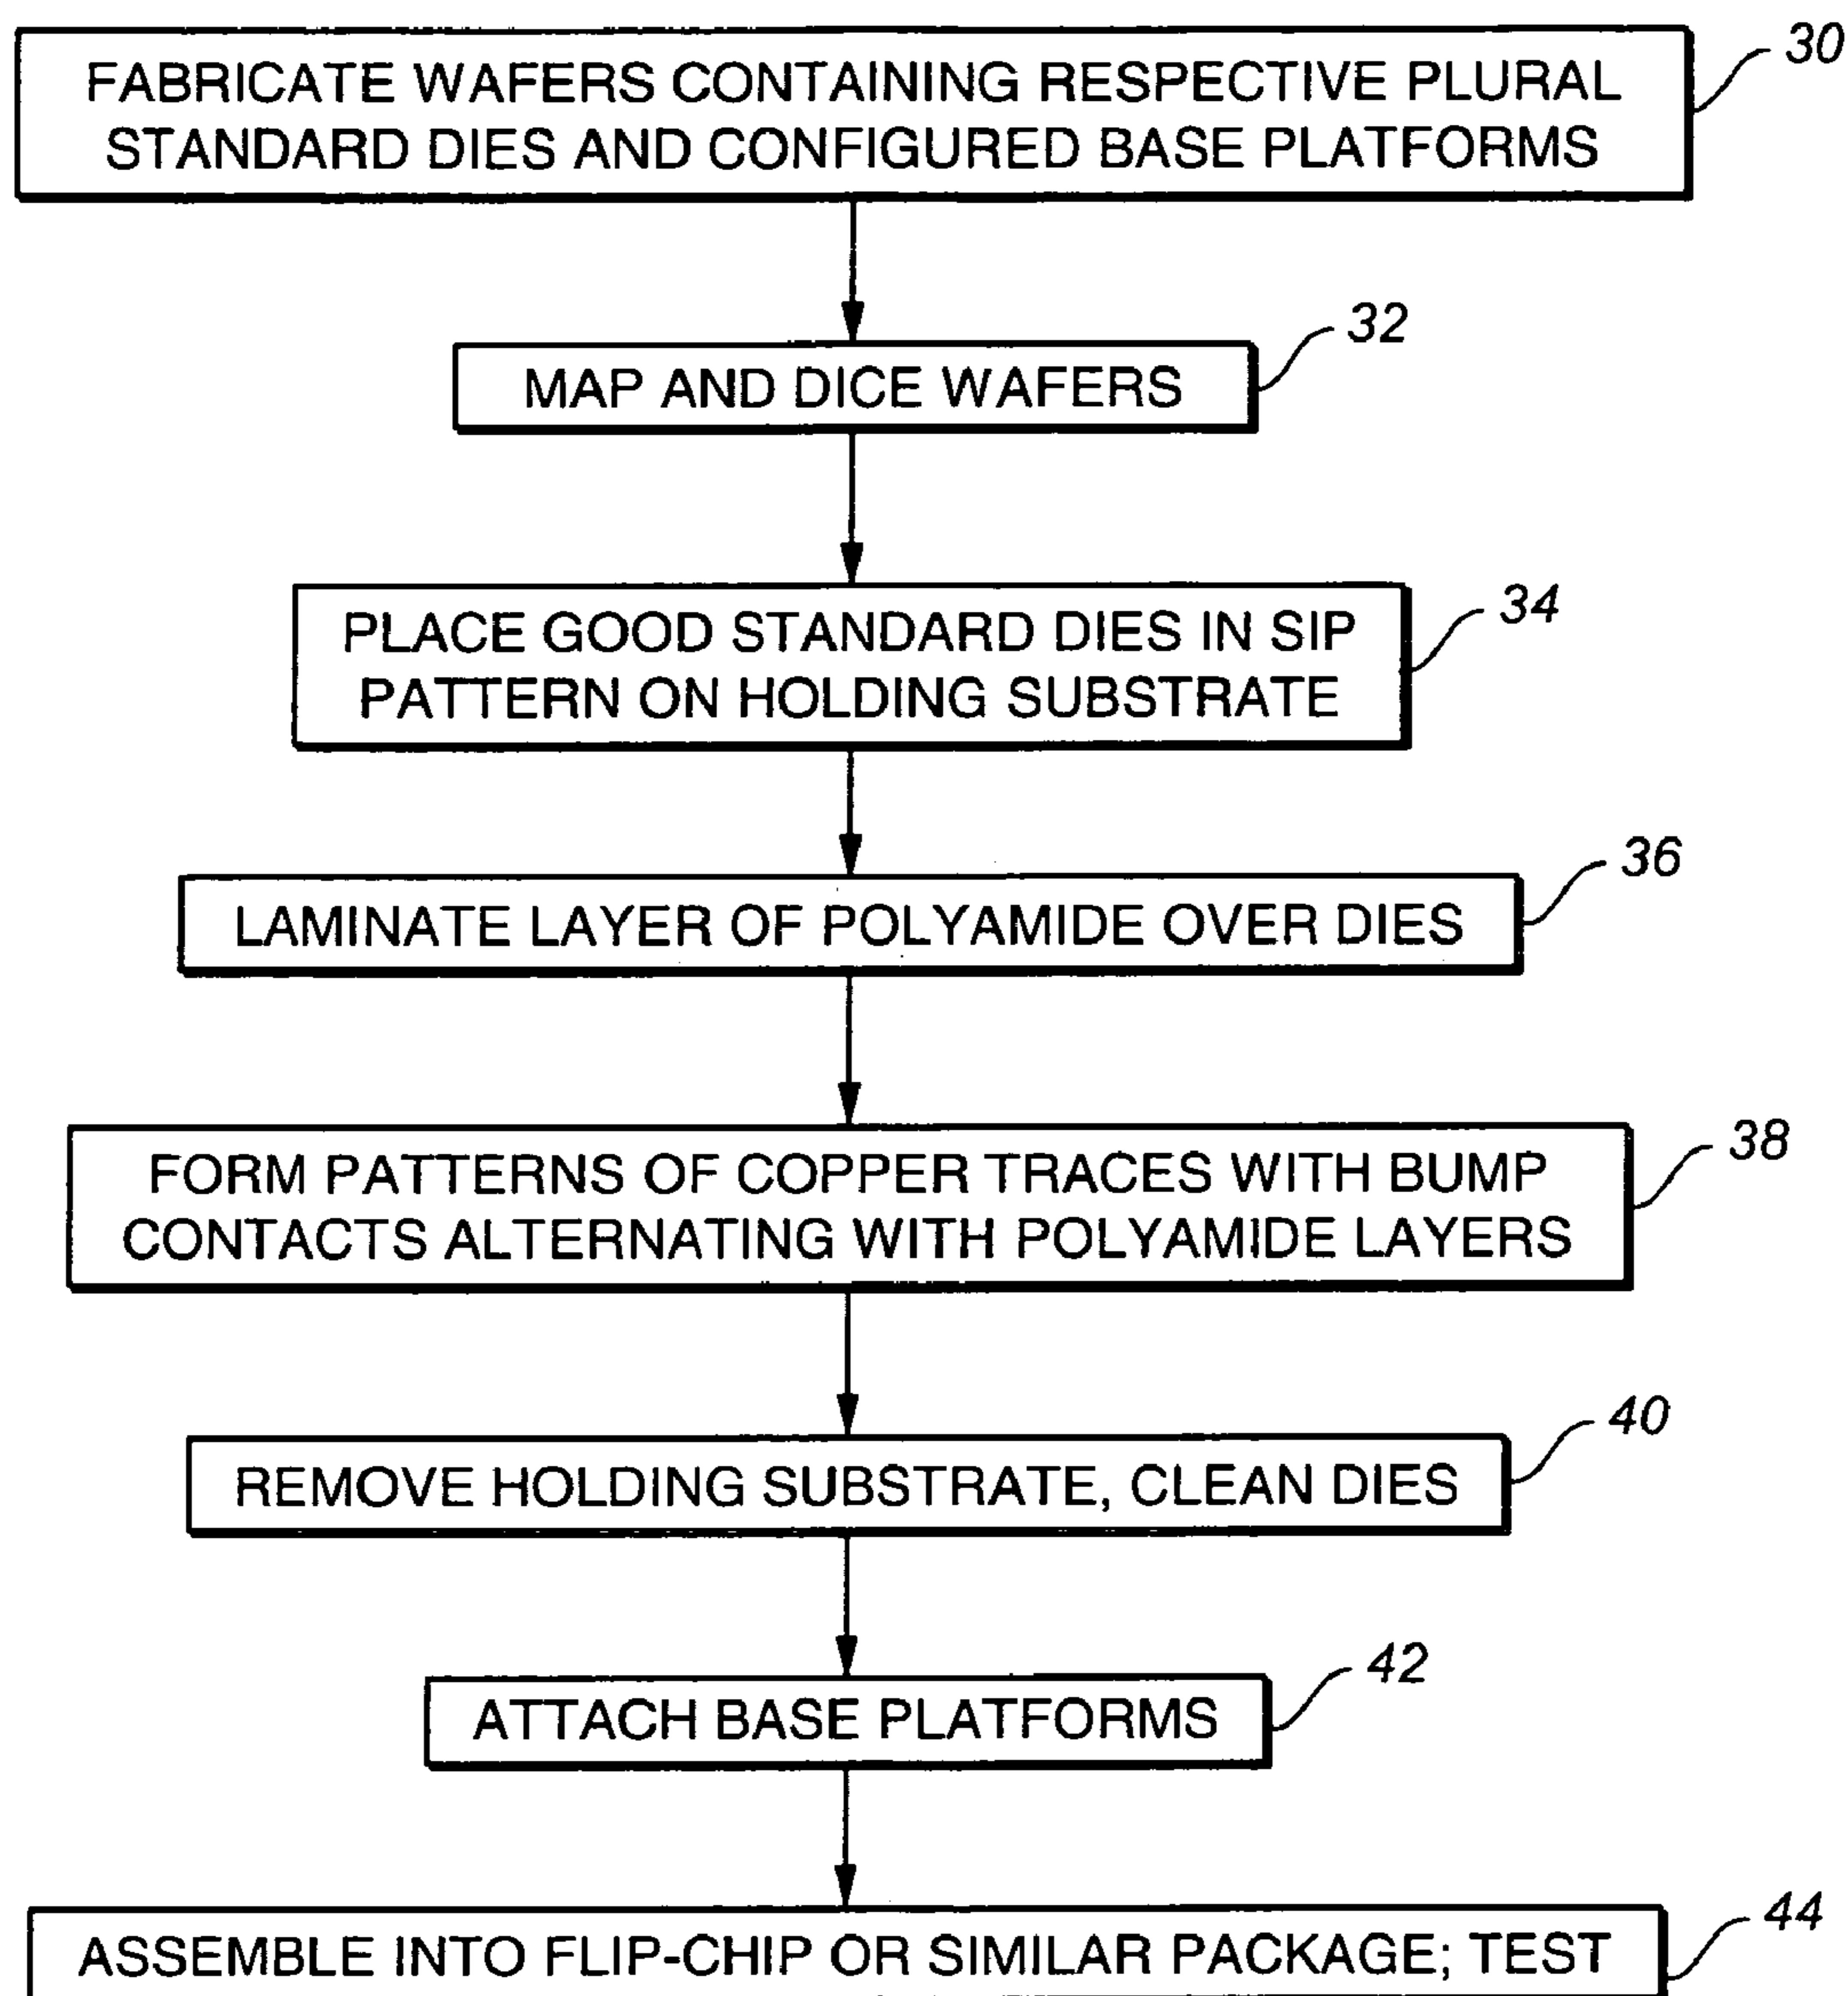 30
FABRICATE WAFERS CONTAINING RESPECTIVE PLURAL
STANDARD DIES AND CONFIGURED BASE PLATFORMS
32
MAP AND DICE WAFERS
34
PLACE GOOD STANDARD DIES IN SIP
PATTERN ON HOLDING SUBSTRATE
36
LAMINATE LAYER OF POLYAMIDE OVER DIES
38
FORM PATTERNS OF COPPER TRACES WITH BUMP
CONTACTS ALTERNATING WITH POLYAMIDE LAYERS
40
REMOVE HOLDING SUBSTRATE, CLEAN DIES
42
ATTACH BASE PLATFORMS
44
ASSEMBLE INTO FLIP-CHIP OR SIMILAR PACKAGE; TEST